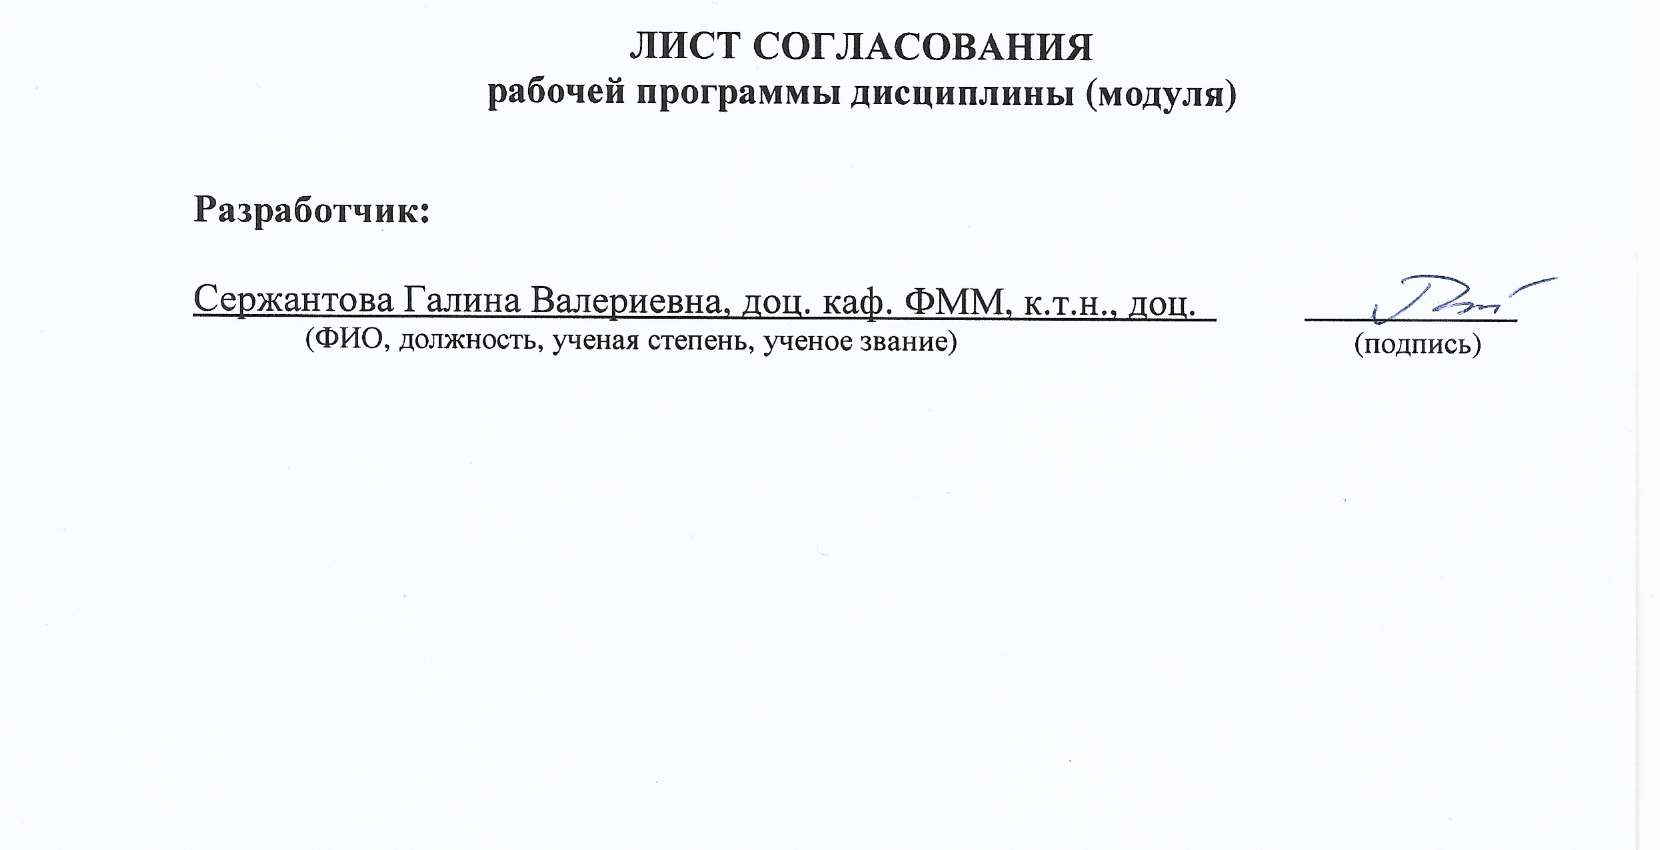 ЛИСТ СОГЛАСОВАНИЯ
рабочей программы дисциплины (модуля)
Разработчик:
Сержантова Галина Валериевна, доц. каф. ФММ, к.т.н., доц.
(ФИО, должность, ученая степень, ученое звание) (подпись)